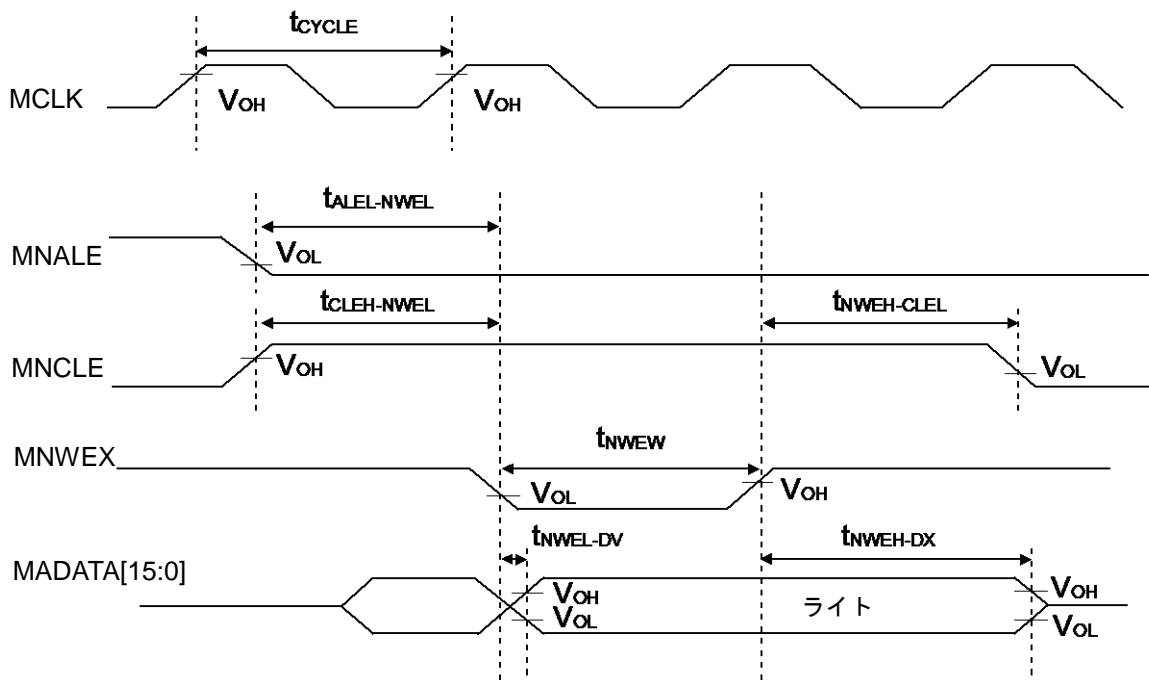 tCYCLE
MCLK
VOH
VOH
tALEL-NWEL
MNALE
VOL
tCLEH-NWEL
tNWEH-CLEL
MNCLE
VOH
VOL
tNWEW
MNWEX
VOL
VOH
tNWEL-DV
tNWEH-DX
MADATA[15:0]
VOH
VOL
ライト
VOH
VOL